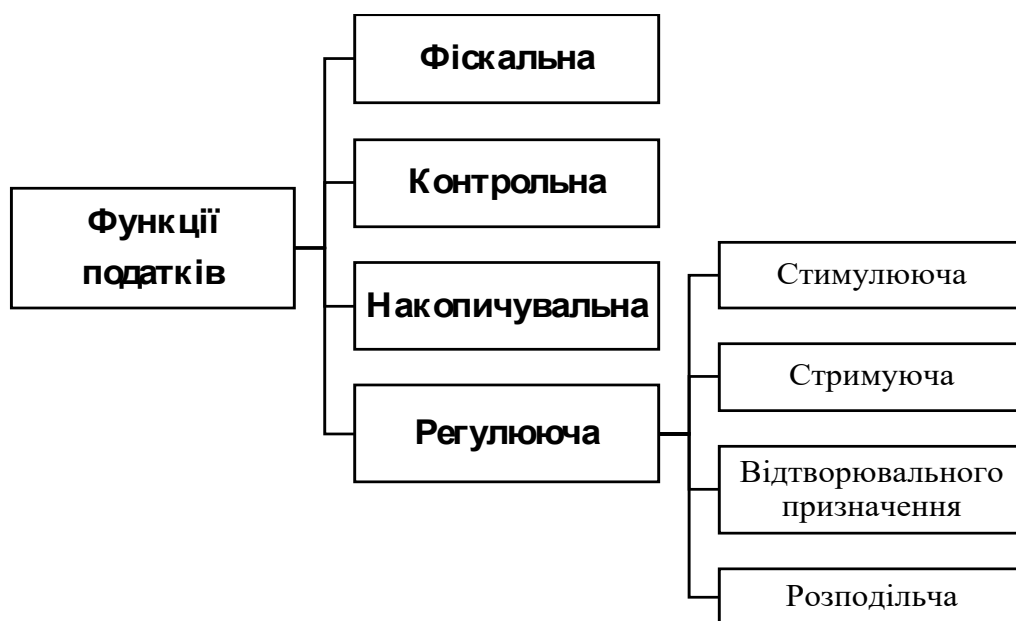 Функції
податків
Фіскальна
Контрольна
Накопичувальна
Регулююча
Стимулююча
Стримуюча
Відтворювального
призначення
Розподільча